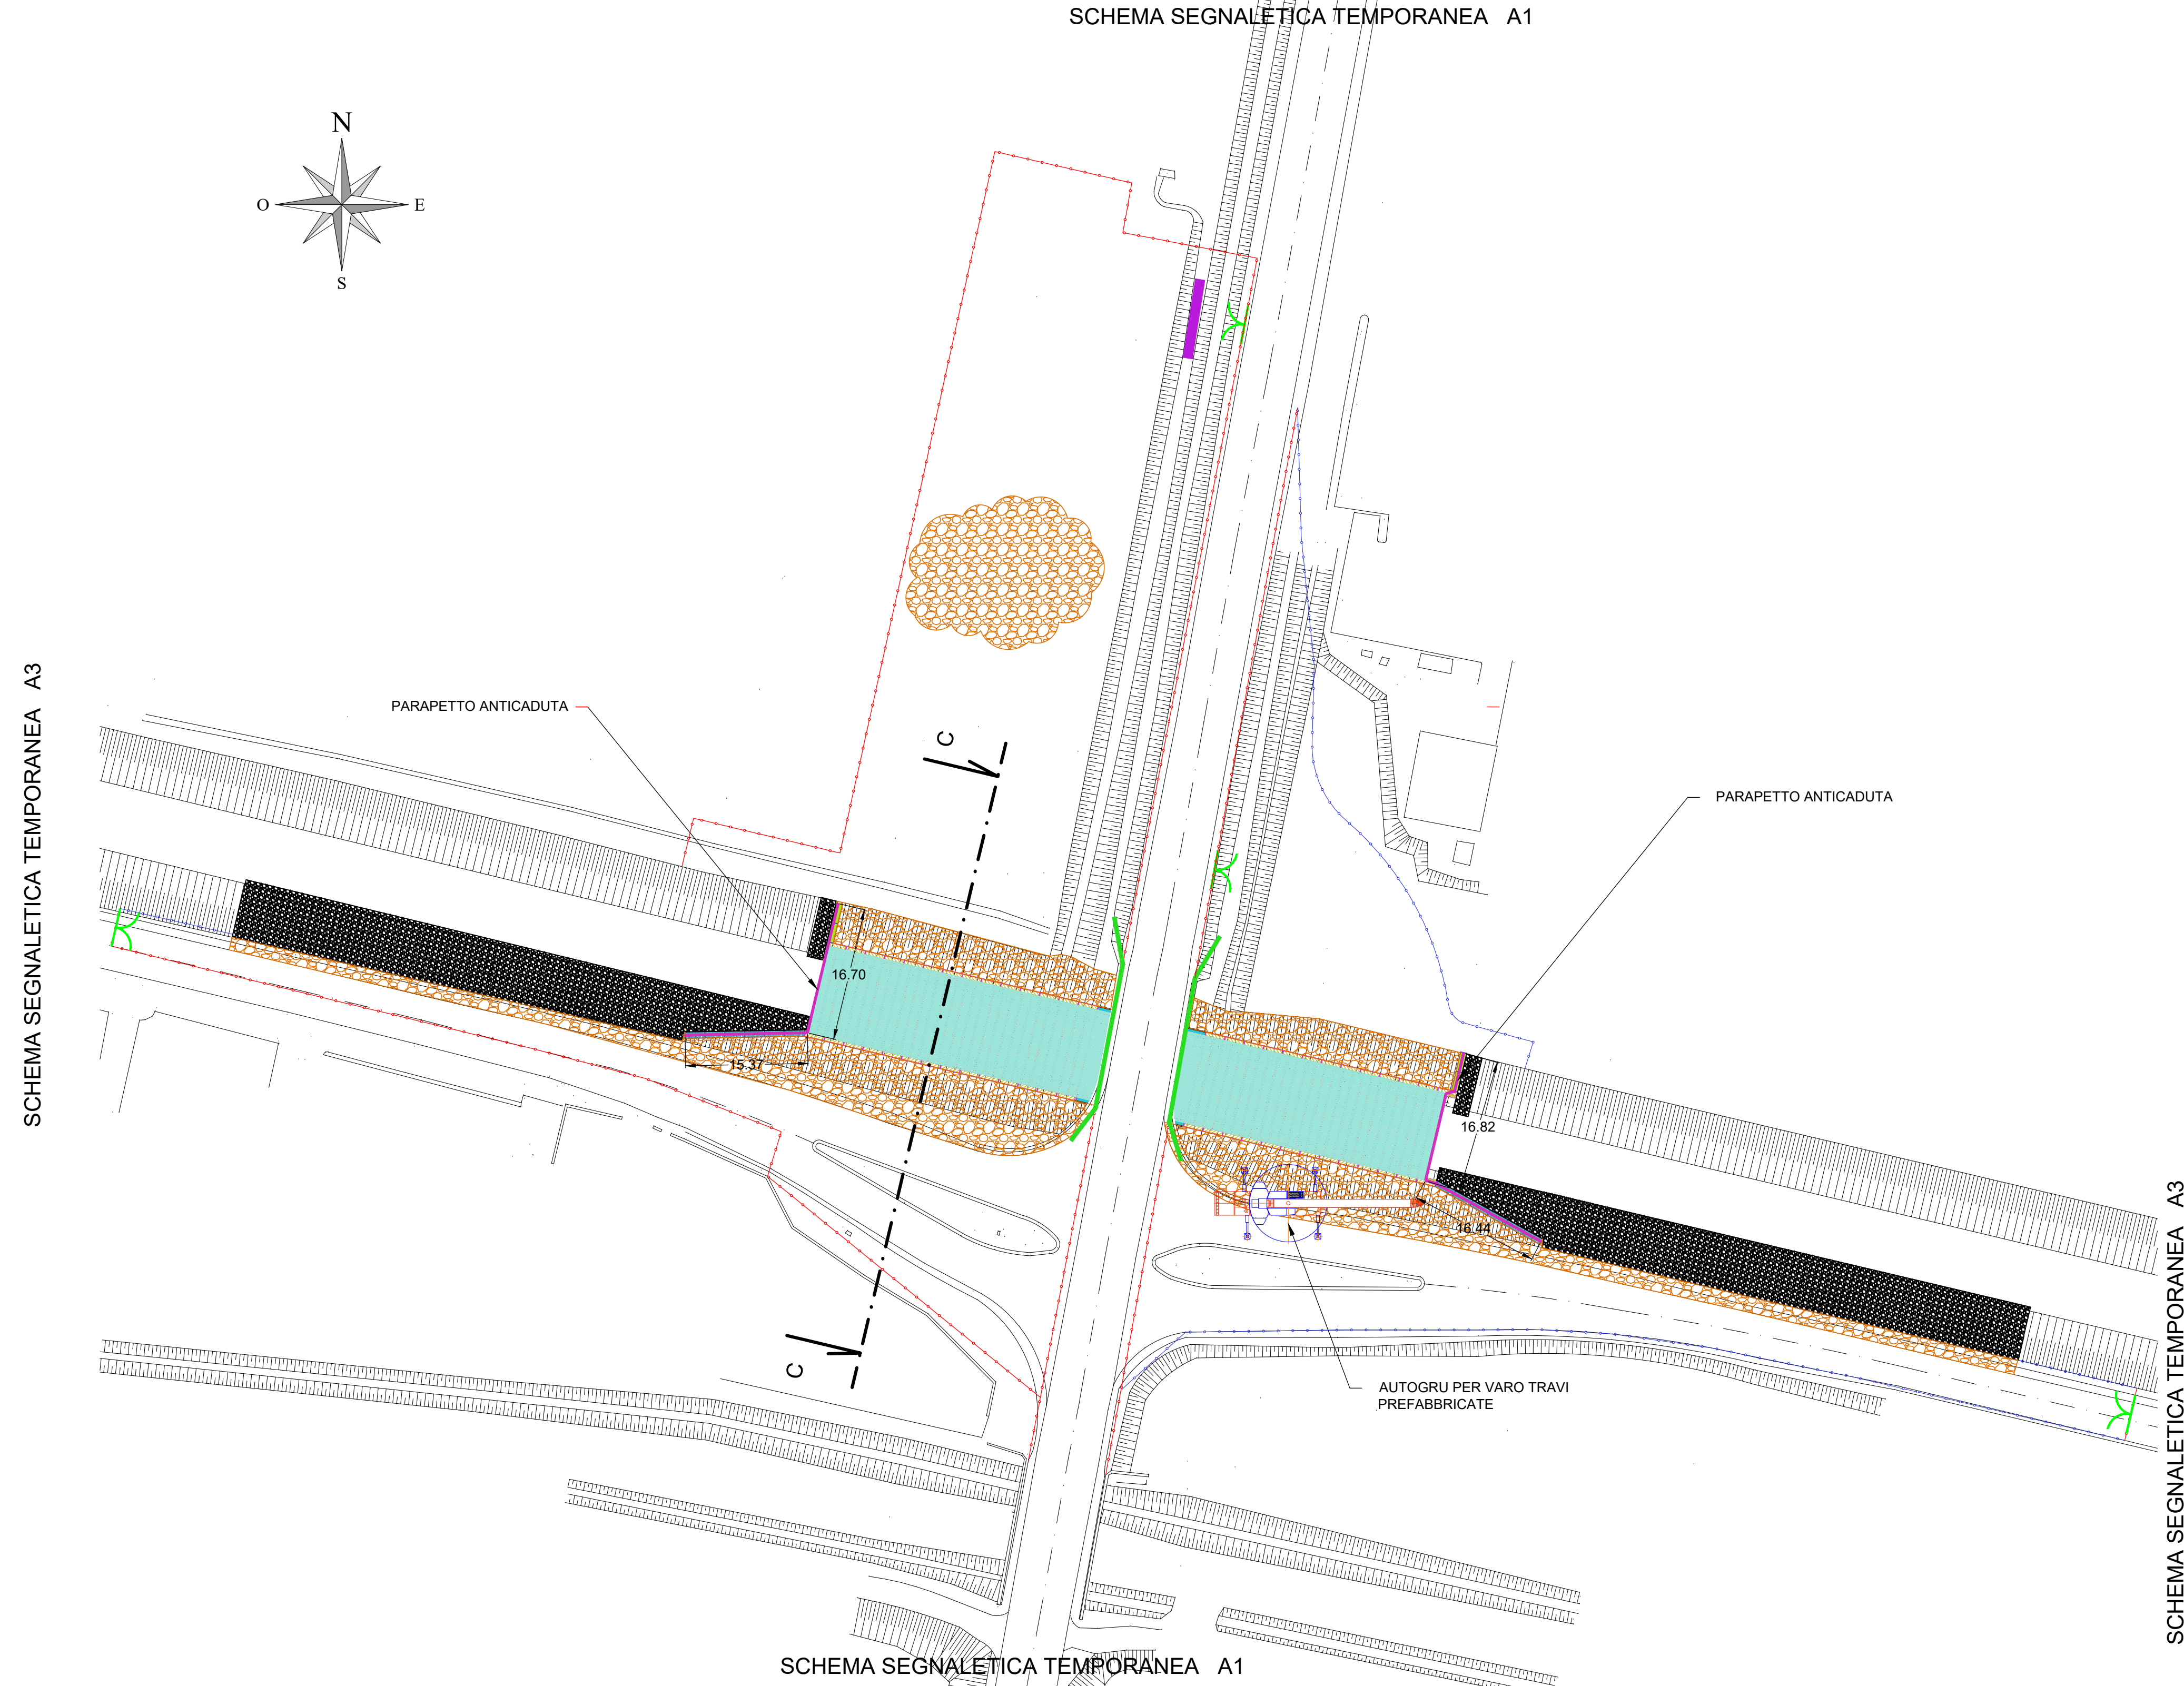 SCHEMA SEGNALETICA TEMPORANEA A1
N
O
E
S
SCHEMA SEGNALETICA TEMPORANEA A3
PARAPETTO ANTICADUTA
C
PARAPETTO ANTICADUTA
16.70
15.37
16.82
16.44
C
AUTOGRU PER VARO TRAVI
PREFABBRICATE
SCHEMA SEGNALETICA TEMPORANEA A3
SCHEMA SEGNALETICA TEMPORANEA A1